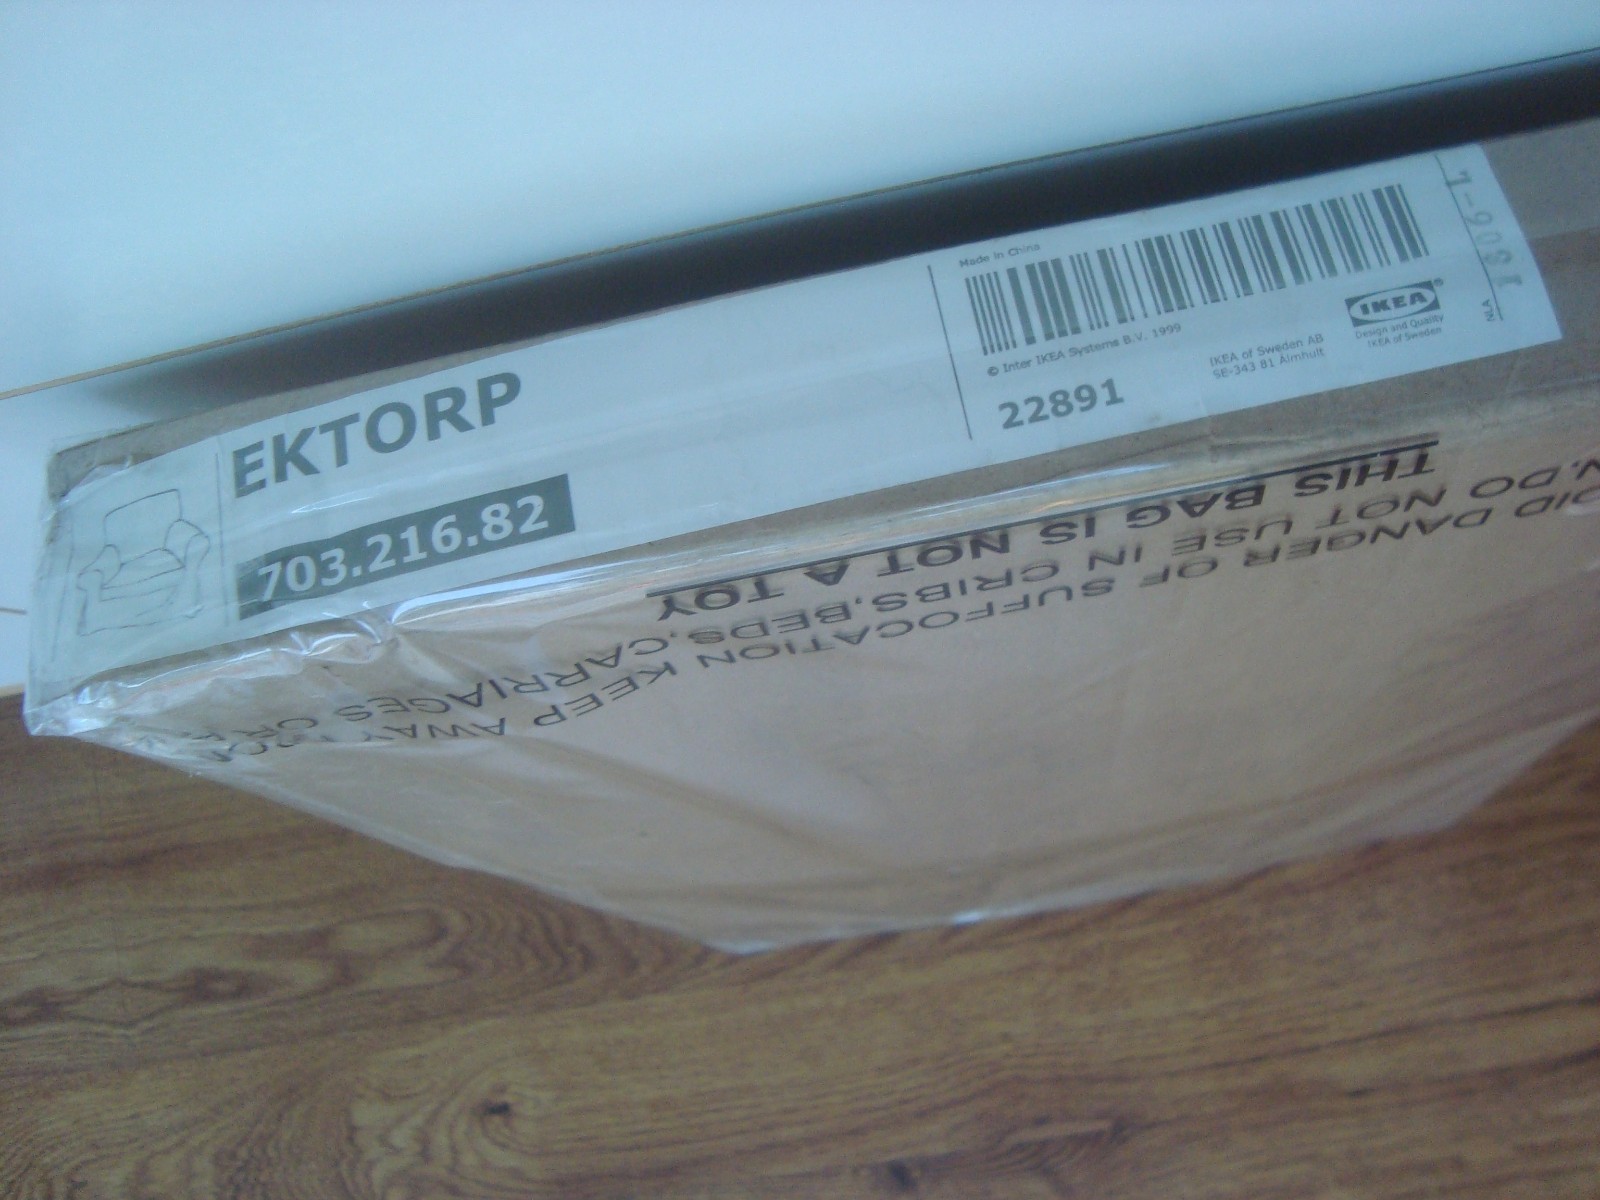 EKTORP
703.216.82
Made in China
© Inter IKEA Systems B.V. 1999
22891
IKEA of Sweden AB
SE-343 81 Älmhult
IKEA®
Design and Quality
IKEA of Sweden
NLA
1806-1
DANGER OF SUFFOCATION KEEP AWAY
DO NOT USE IN CRIBS,BEDS,CARRIAGES OR
THIS BAG IS NOT A TOY